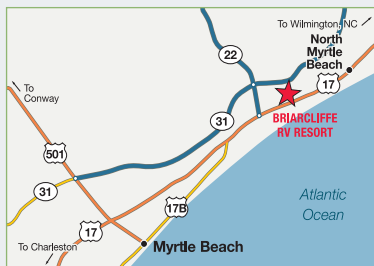 To Wilmington, NC
North
Myrtle
Beach
22
17
To
Conway
31
BRIARCLIFFE
RV RESORT
501
31
17B
Atlantic
Ocean
17
To Charleston
Myrtle Beach